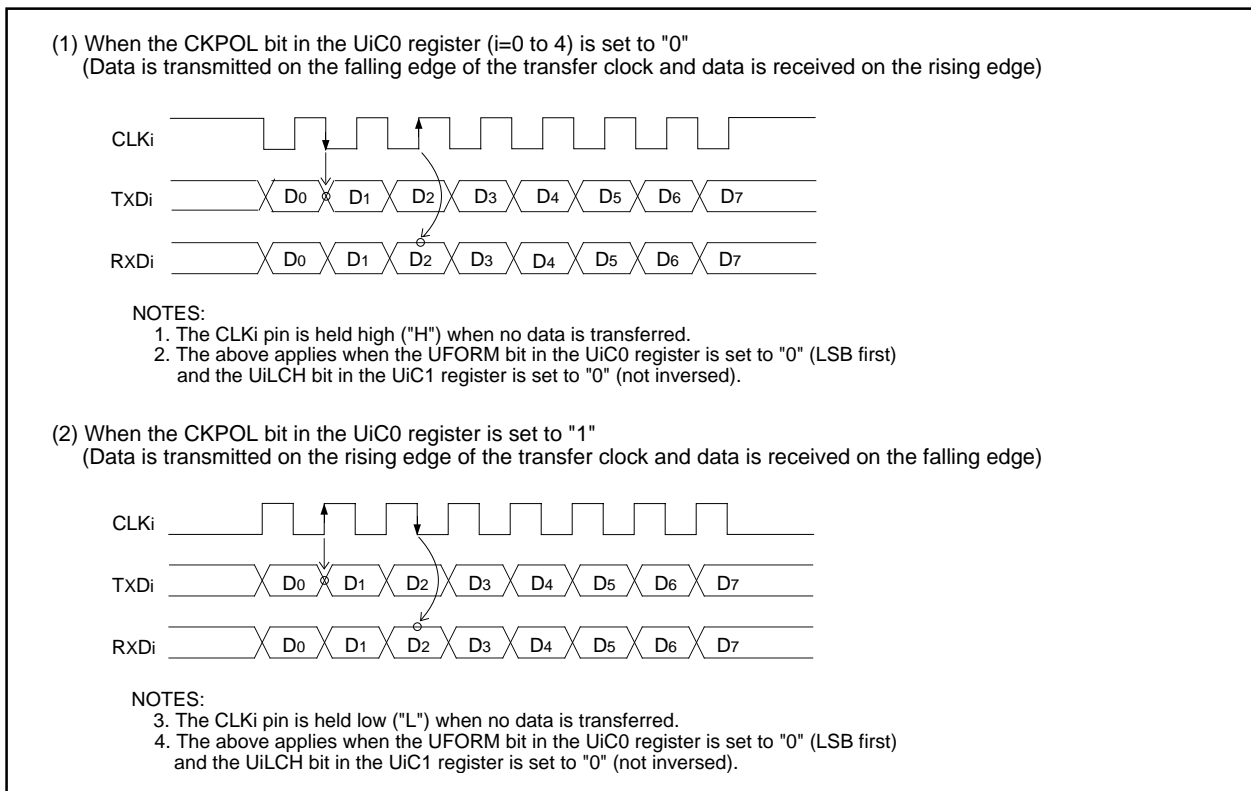 (1) When the CKPOL bit in the UiC0 register (i=0 to 4) is set to "0"
(Data is transmitted on the falling edge of the transfer clock and data is received on the rising edge)
CLKi
TXDi D0 D1 D2 D3 D4 D5 D6 D7
RXDi D0 D1 D2 D3 D4 D5 D6 D7
NOTES:
1. The CLKi pin is held high ("H") when no data is transferred.
2. The above applies when the UFORM bit in the UiC0 register is set to "0" (LSB first)
and the UiLCH bit in the UiC1 register is set to "0" (not inversed).
(2) When the CKPOL bit in the UiC0 register is set to "1"
(Data is transmitted on the rising edge of the transfer clock and data is received on the falling edge)
CLKi
TXDi D0 D1 D2 D3 D4 D5 D6 D7
RXDi D0 D1 D2 D3 D4 D5 D6 D7
NOTES:
3. The CLKi pin is held low ("L") when no data is transferred.
4. The above applies when the UFORM bit in the UiC0 register is set to "0" (LSB first)
and the UiLCH bit in the UiC1 register is set to "0" (not inversed).